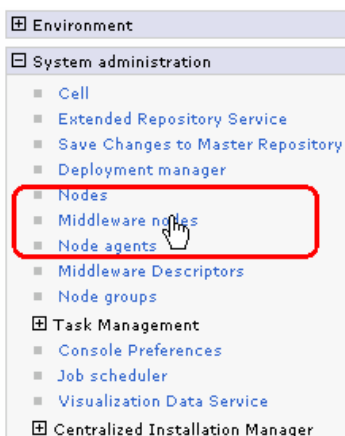 Environment
System administration
Cell
Extended Repository Service
Save Changes to Master Repository
Deployment manager
Nodes
Middleware nodes
Node agents
Middleware Descriptors
Node groups
Task Management
Console Preferences
Job scheduler
Visualization Data Service
Centralized Installation Manager